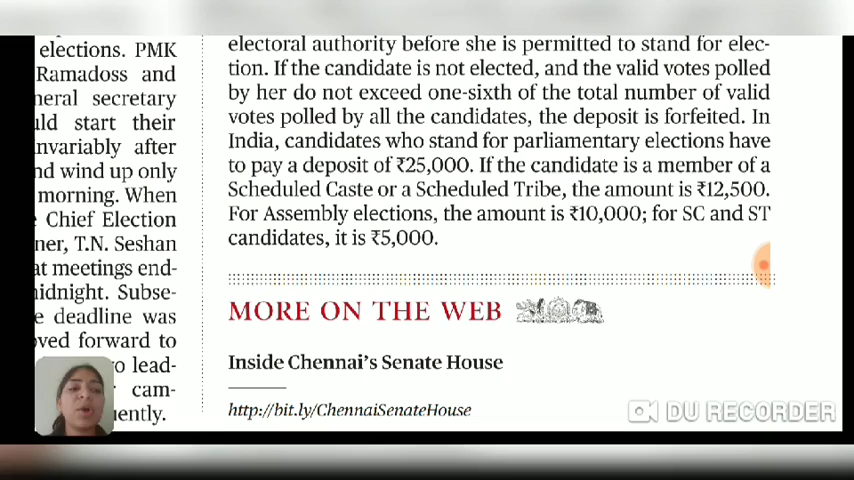 elections. PMK
Ramadoss and
neral secretary
uld start their
invariably after
nd wind up only
morning. When
Chief Election
ner, T.N. Seshan
at meetings end-
midnight. Subse-
e deadline was
oved forward to
o lead-
cam-
uently.
electoral authority before she is permitted to stand for elec-
tion. If the candidate is not elected, and the valid votes polled
by her do not exceed one-sixth of the total number of valid
votes polled by all the candidates, the deposit is forfeited. In
India, candidates who stand for parliamentary elections have
to pay a deposit of ₹25,000. If the candidate is a member of a
Scheduled Caste or a Scheduled Tribe, the amount is ₹12,500.
For Assembly elections, the amount is ₹10,000; for SC and ST
candidates, it is ₹5,000.
MORE ON THE WEB
Inside Chennai's Senate House
http://bit.ly/ChennaiSenateHouse
DU RECORDER